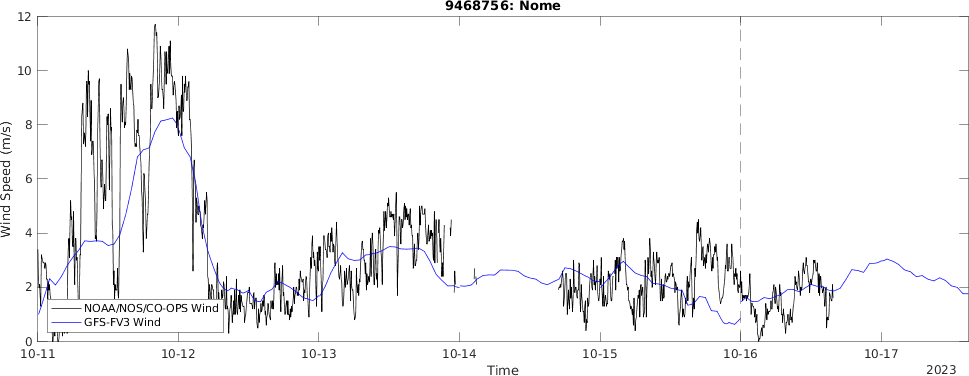 9468756: Nome
Wind Speed (m/s)
12
10
8
6
4
2
0
NOAA/NOS/CO-OPS Wind
GFS-FV3 Wind
10-11 10-12 10-13 10-14 10-15 10-16 10-17
Time
2023